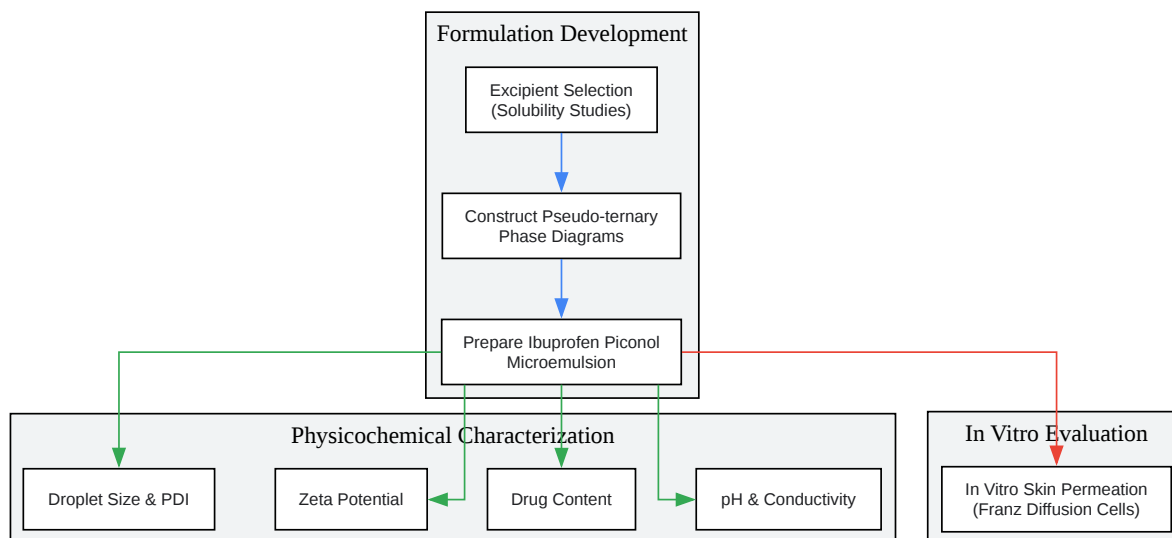 Formulation Development
Excipient Selection
(Solubility Studies)
Construct Pseudo-ternary
Phase Diagrams
Prepare Ibuprofen Piconol
Microemulsion
Physicochemical Characterization
Droplet Size & PDI
Zeta Potential
Drug Content
pH & Conductivity
In Vitro Evaluation
In Vitro Skin Permeation
(Franz Diffusion Cells)